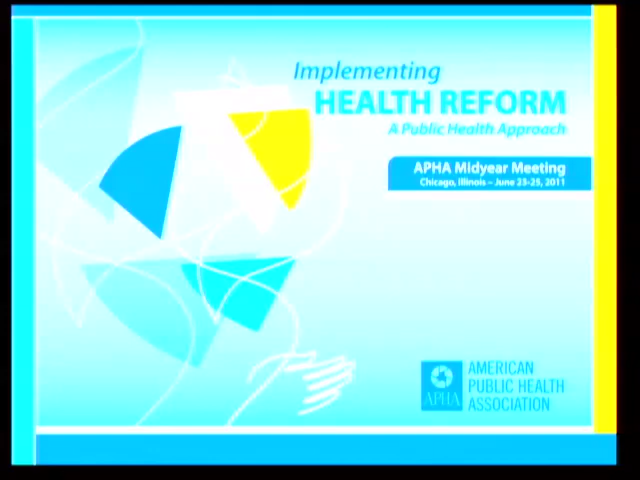 Implementing
HEALTH REFORM
A Public Health Approach
APHA Midyear Meeting
Chicago, Illinois – June 23-25, 2011
APHA
AMERICAN
PUBLIC HEALTH
ASSOCIATION